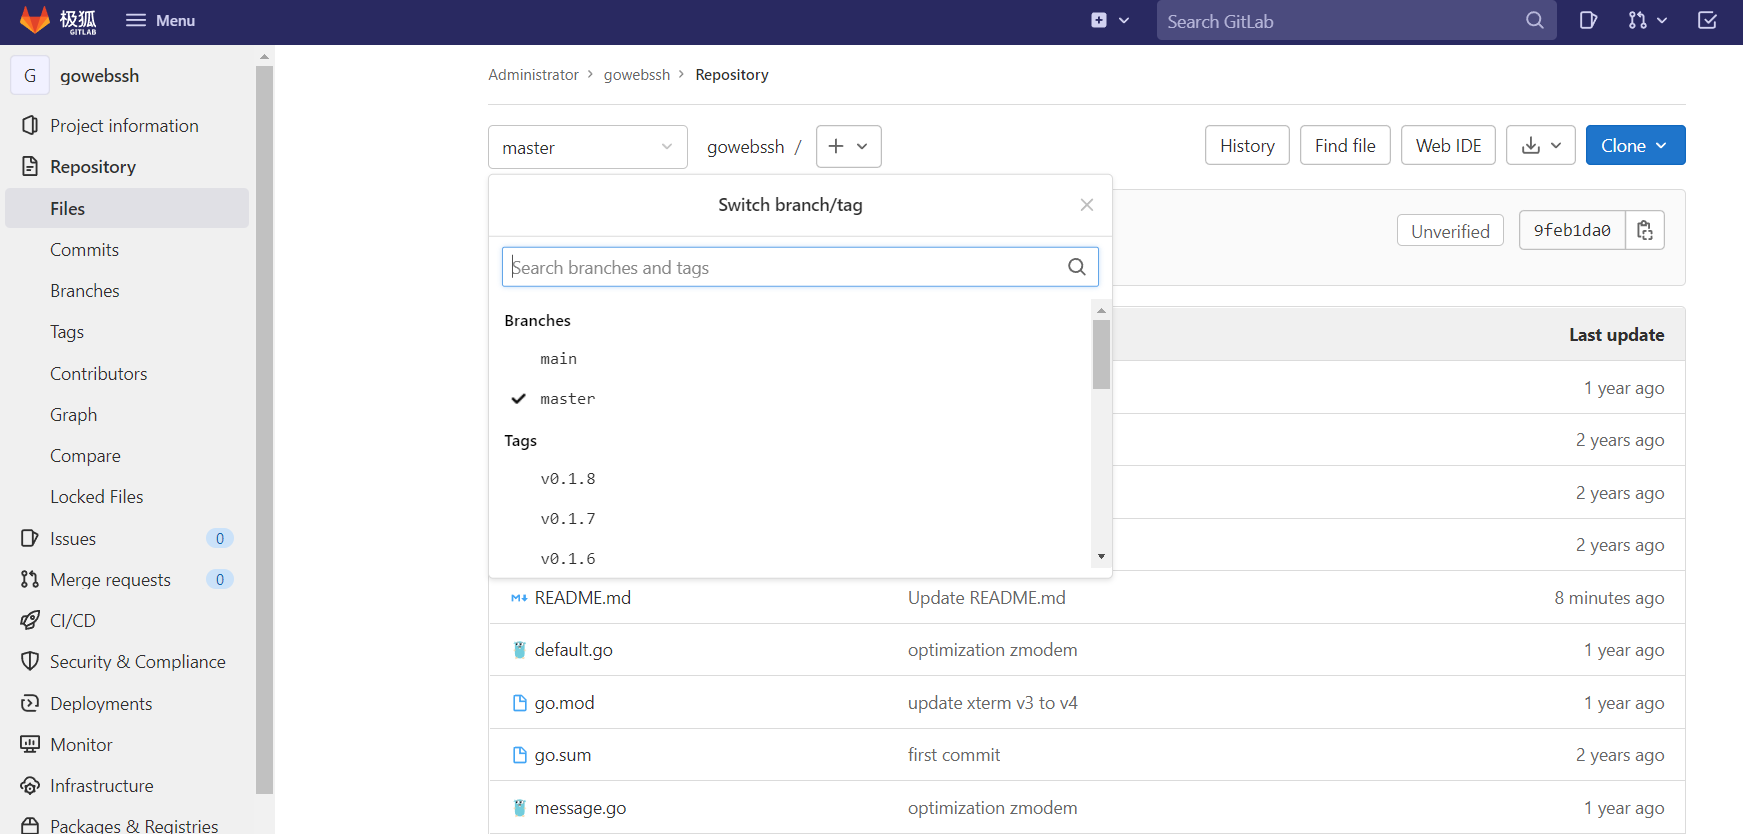 极狐
GITLAB
Menu
Search GitLab
G gowebssh
Project information
Repository
Files
Commits
Branches
Tags
Contributors
Graph
Compare
Locked Files
Issues 0
Merge requests 0
CI/CD
Security & Compliance
Deployments
Monitor
Infrastructure
Packages & Registries
Administrator > gowebssh > Repository
master gowebssh / + History Find file Web IDE Clone
Switch branch/tag
Unverified 9feb1da0
Search branches and tags
Branches
main
master
Tags
v0.1.8
v0.1.7
v0.1.6
Last update
1 year ago
2 years ago
2 years ago
2 years ago
README.md Update README.md 8 minutes ago
default.go optimization zmodem 1 year ago
go.mod update xterm v3 to v4 1 year ago
go.sum first commit 2 years ago
message.go optimization zmodem 1 year ago